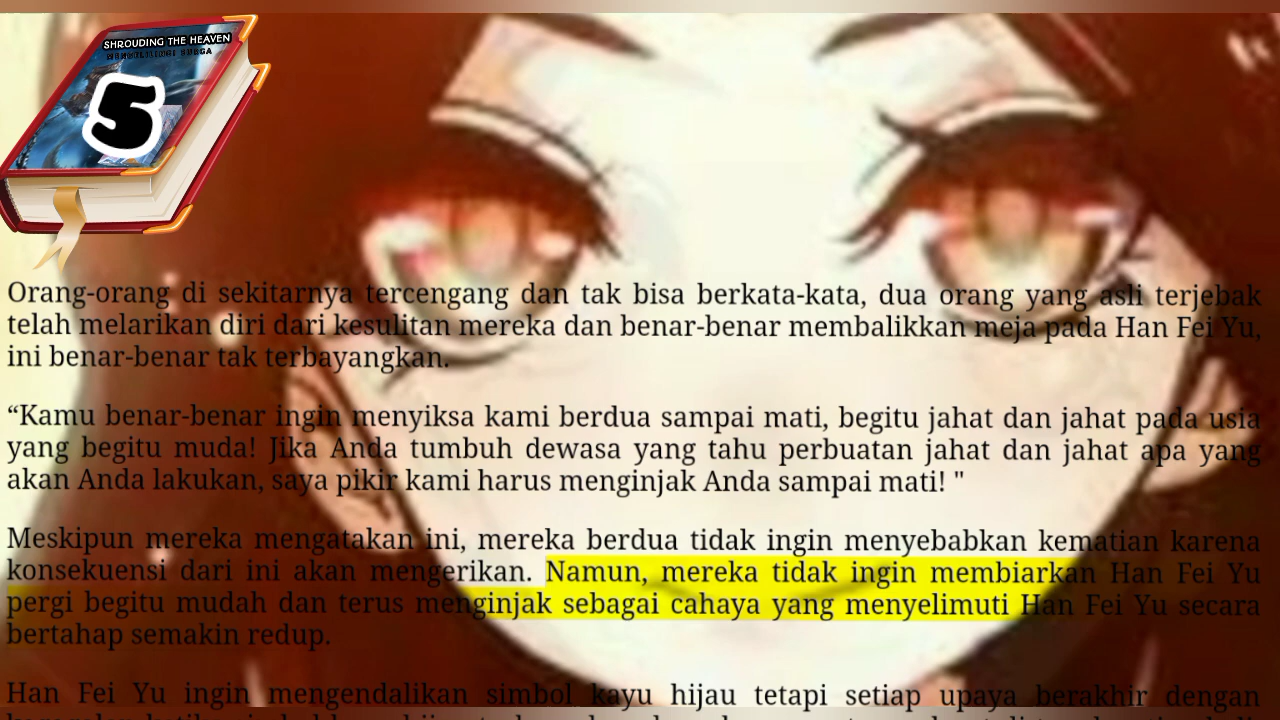 SHROUDING THE HEAVEN
5
Orang-orang di sekitarnya tercengang dan tak bisa berkata-kata, dua orang yang asli terjebak
telah melarikan diri dari kesulitan mereka dan benar-benar membalikkan meja pada Han Fei Yu,
ini benar-benar tak terbayangkan.
“Kamu benar-benar ingin menyiksa kami berdua sampai mati, begitu jahat dan jahat pada usia
yang begitu muda! Jika Anda tumbuh dewasa yang tahu perbuatan jahat dan jahat apa yang
akan Anda lakukan, saya pikir kami harus menginjak Anda sampai mati! "
Meskipun mereka mengatakan ini, mereka berdua tidak ingin menyebabkan kematian karena
konsekuensi dari ini akan mengerikan. Namun, mereka tidak ingin membiarkan Han Fei Yu
pergi begitu mudah dan terus menginjak sebagai cahaya yang menyelimuti Han Fei Yu secara
bertahap semakin redup.
Han Fei Yu ingin mengendalikan simbol kayu hijau tetapi setiap upaya berakhir dengan